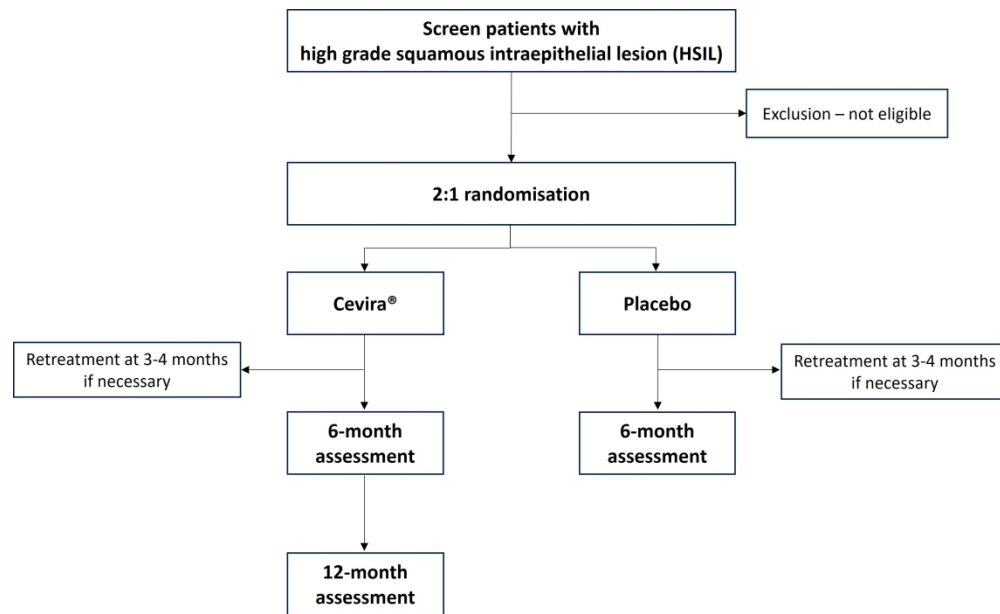 Screen patients with
high grade squamous intraepithelial lesion (HSIL)
Exclusion – not eligible
2:1 randomisation
Cevira®
Placebo
Retreatment at 3-4 months
if necessary
Retreatment at 3-4 months
if necessary
6-month
assessment
6-month
assessment
12-month
assessment